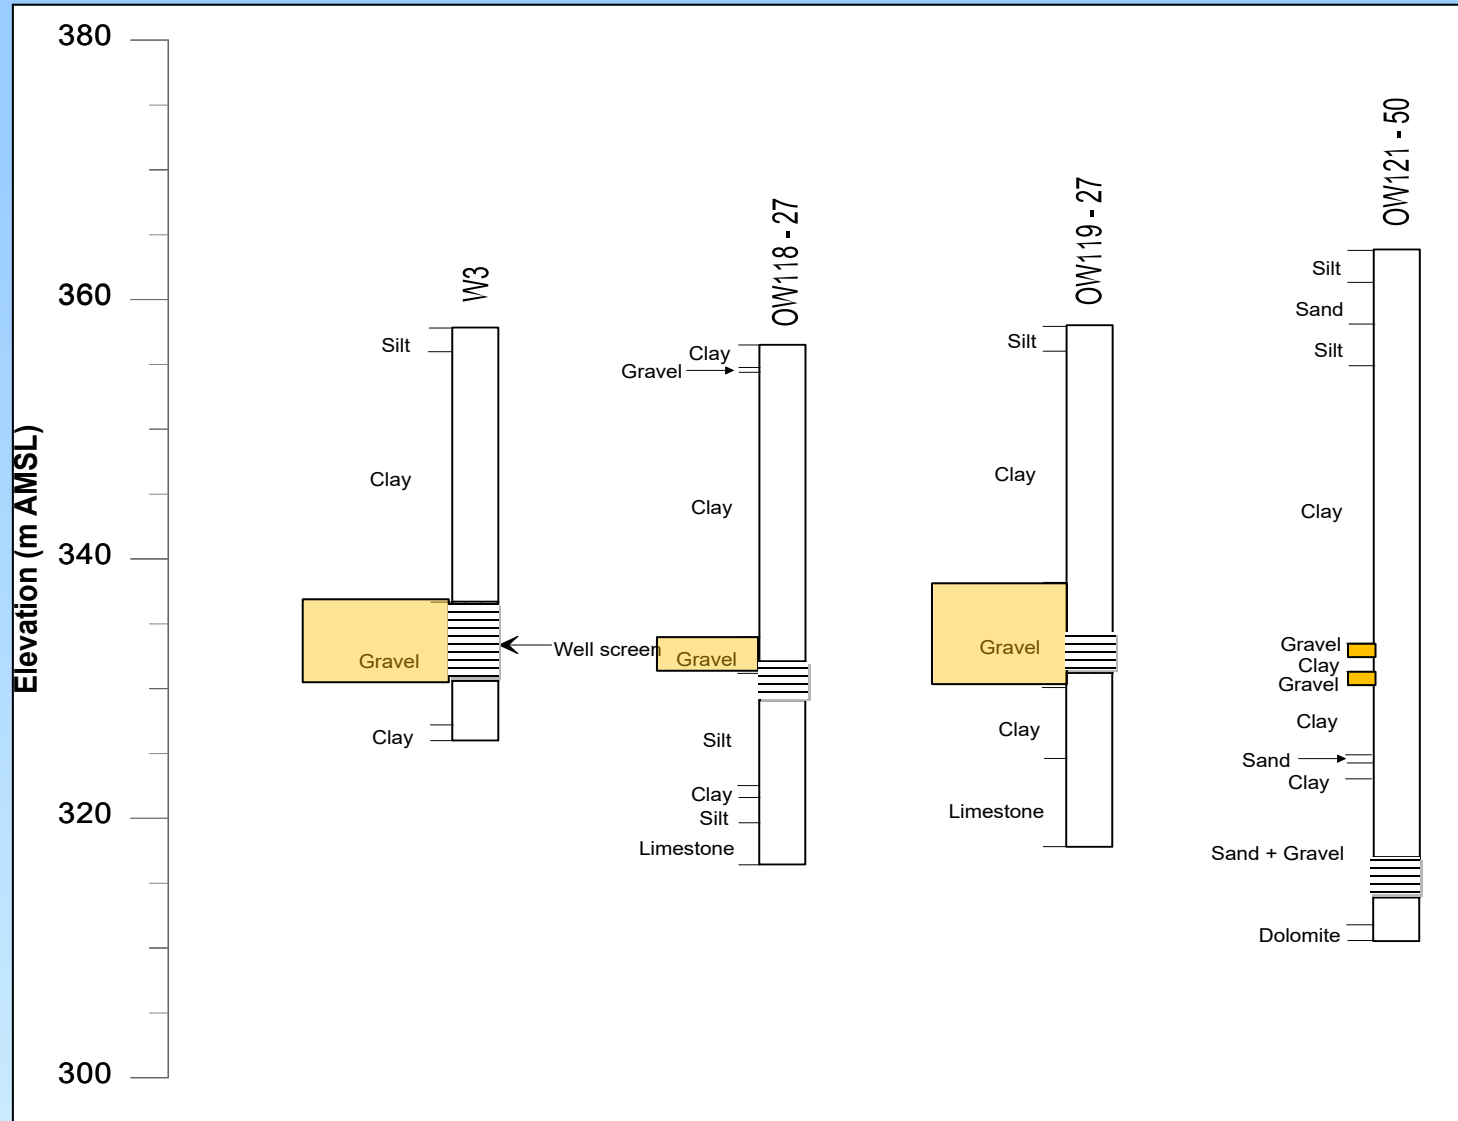 380
360
340
320
300
Elevation (m AMSL)
W3
Silt
Clay
Gravel
Clay
Well screen
OW118 - 27
Clay
Gravel
Clay
Gravel
Silt
Clay
Silt
Limestone
OW119 - 27
Silt
Clay
Gravel
Clay
Limestone
OW121 - 50
Silt
Sand
Silt
Clay
Gravel
Clay
Gravel
Clay
Sand
Clay
Sand + Gravel
Dolomite